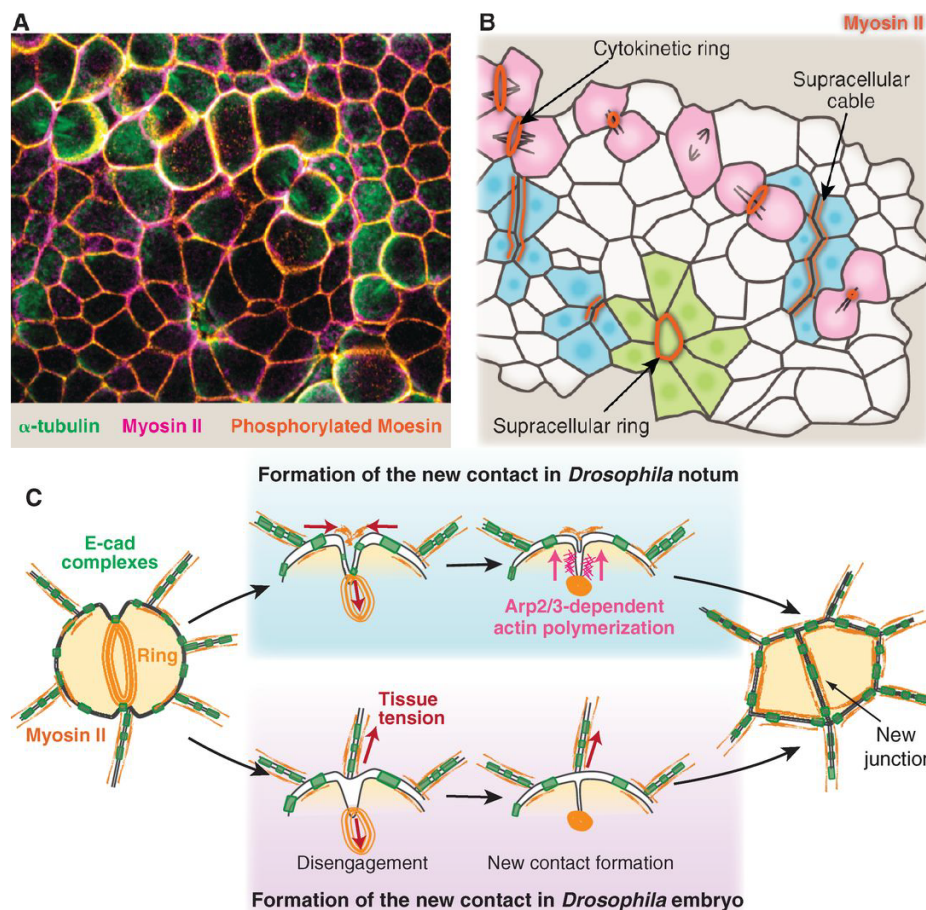 A
B
Myosin II
Cytokinetic ring
Supracellular
cable
Supracellular ring
α-tubulin Myosin II Phosphorylated Moesin
C
Formation of the new contact in Drosophila notum
E-cad
complexes
Ring
Myosin II
Arp2/3-dependent
actin polymerization
Tissue
tension
New
junction
Disengagement
New contact formation
Formation of the new contact in Drosophila embryo